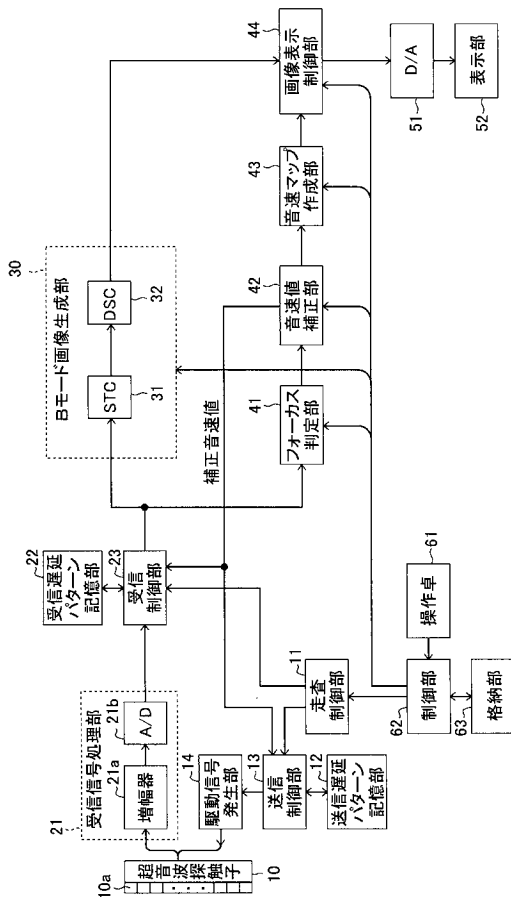 10a
超音波探触子
10
21
受信信号処理部
21a
増幅器
21b
A/D
14
駆動信号
発生部
13
送信
制御部
12
送信遅延
パターン
記憶部
22
受信遅延
パターン
記憶部
23
受信
制御部
11
走査
制御部
61
操作卓
62
制御部
63
格納部
30
Bモード画像生成部
31
STC
32
DSC
補正音速値
41
フォーカス
判定部
42
音速値
補正部
43
音速マップ
作成部
44
画像表示
制御部
51
D/A
52
表示部